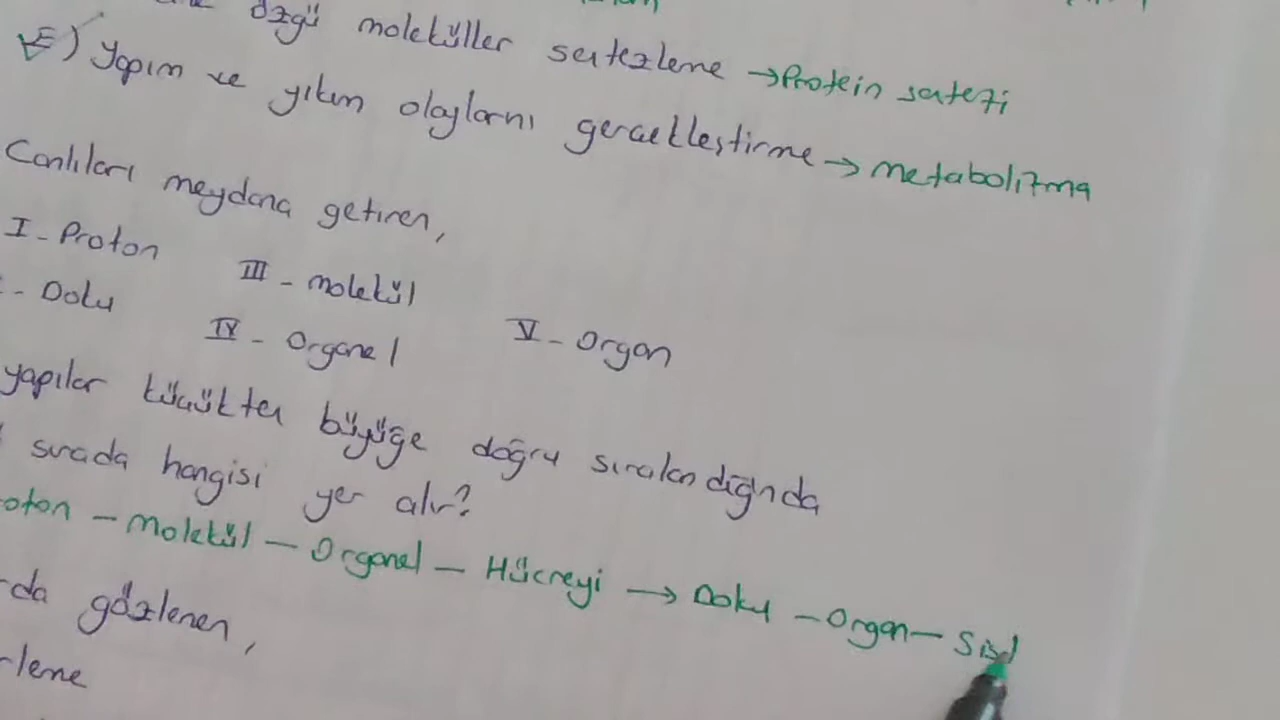 özgü moleküller sentezleme → Protein sentezi
E) Yapım ve yıkım olaylarını gerçekleştirme → metabolizma
Canlıları meydana getiren,
I - Proton III - molekül
- Doku IV - Organel V - Organ
yapılar küçükten büyüğe doğru sıralandığında
sırada hangisi yer alır?
oton - Molekül - Organel - Hücreyi → Doku - Organ - Sist
da gözlenen,
leme